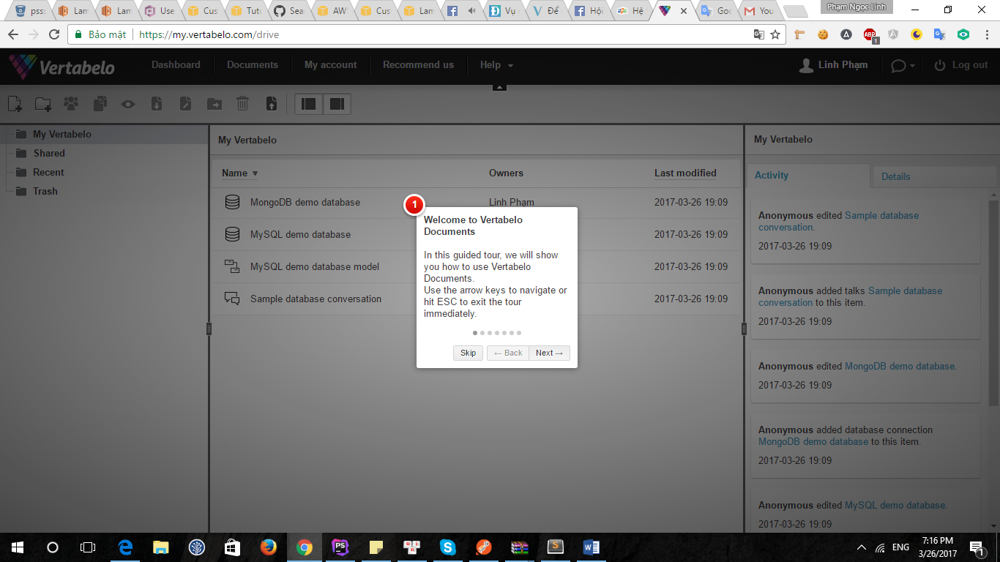 Phạm Ngọc Linh
pss
Lam
Lam
Use
Cus
Tuto
Sea
AW
Cus
Lam
Vụ
Để
Hội
Hệ
Goo
You
Bảo mật
https://my.vertabelo.com/drive
ABP
1
Vertabelo
Dashboard
Documents
My account
Recommend us
Help
Linh Phạm
Log out
My Vertabelo
Shared
Recent
Trash
My Vertabelo
Name
Owners
Last modified
MongoDB demo database
Linh Phạm
2017-03-26 19:09
MySQL demo database
2017-03-26 19:09
MySQL demo database model
2017-03-26 19:09
Sample database conversation
2017-03-26 19:09
1
Welcome to Vertabelo
Documents
In this guided tour, we will show
you how to use Vertabelo
Documents.
Use the arrow keys to navigate or
hit ESC to exit the tour
immediately.
Skip
← Back
Next →
My Vertabelo
Activity
Details
Anonymous edited Sample database
conversation.
2017-03-26 19:09
Anonymous added talks Sample database
conversation to this item.
2017-03-26 19:09
Anonymous edited MongoDB demo database.
2017-03-26 19:09
Anonymous added database connection
MongoDB demo database to this item.
2017-03-26 19:09
Anonymous edited MySQL demo database.
2017-03-26 19:09
ENG
7:16 PM
3/26/2017
1